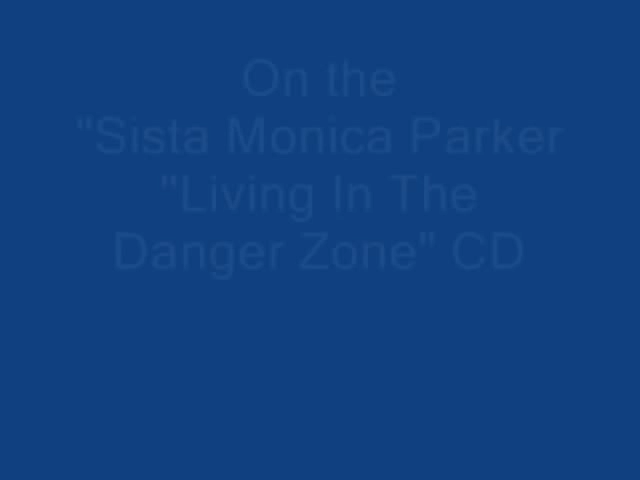 On the
"Sista Monica Parker
"Living In The
Danger Zone" CD